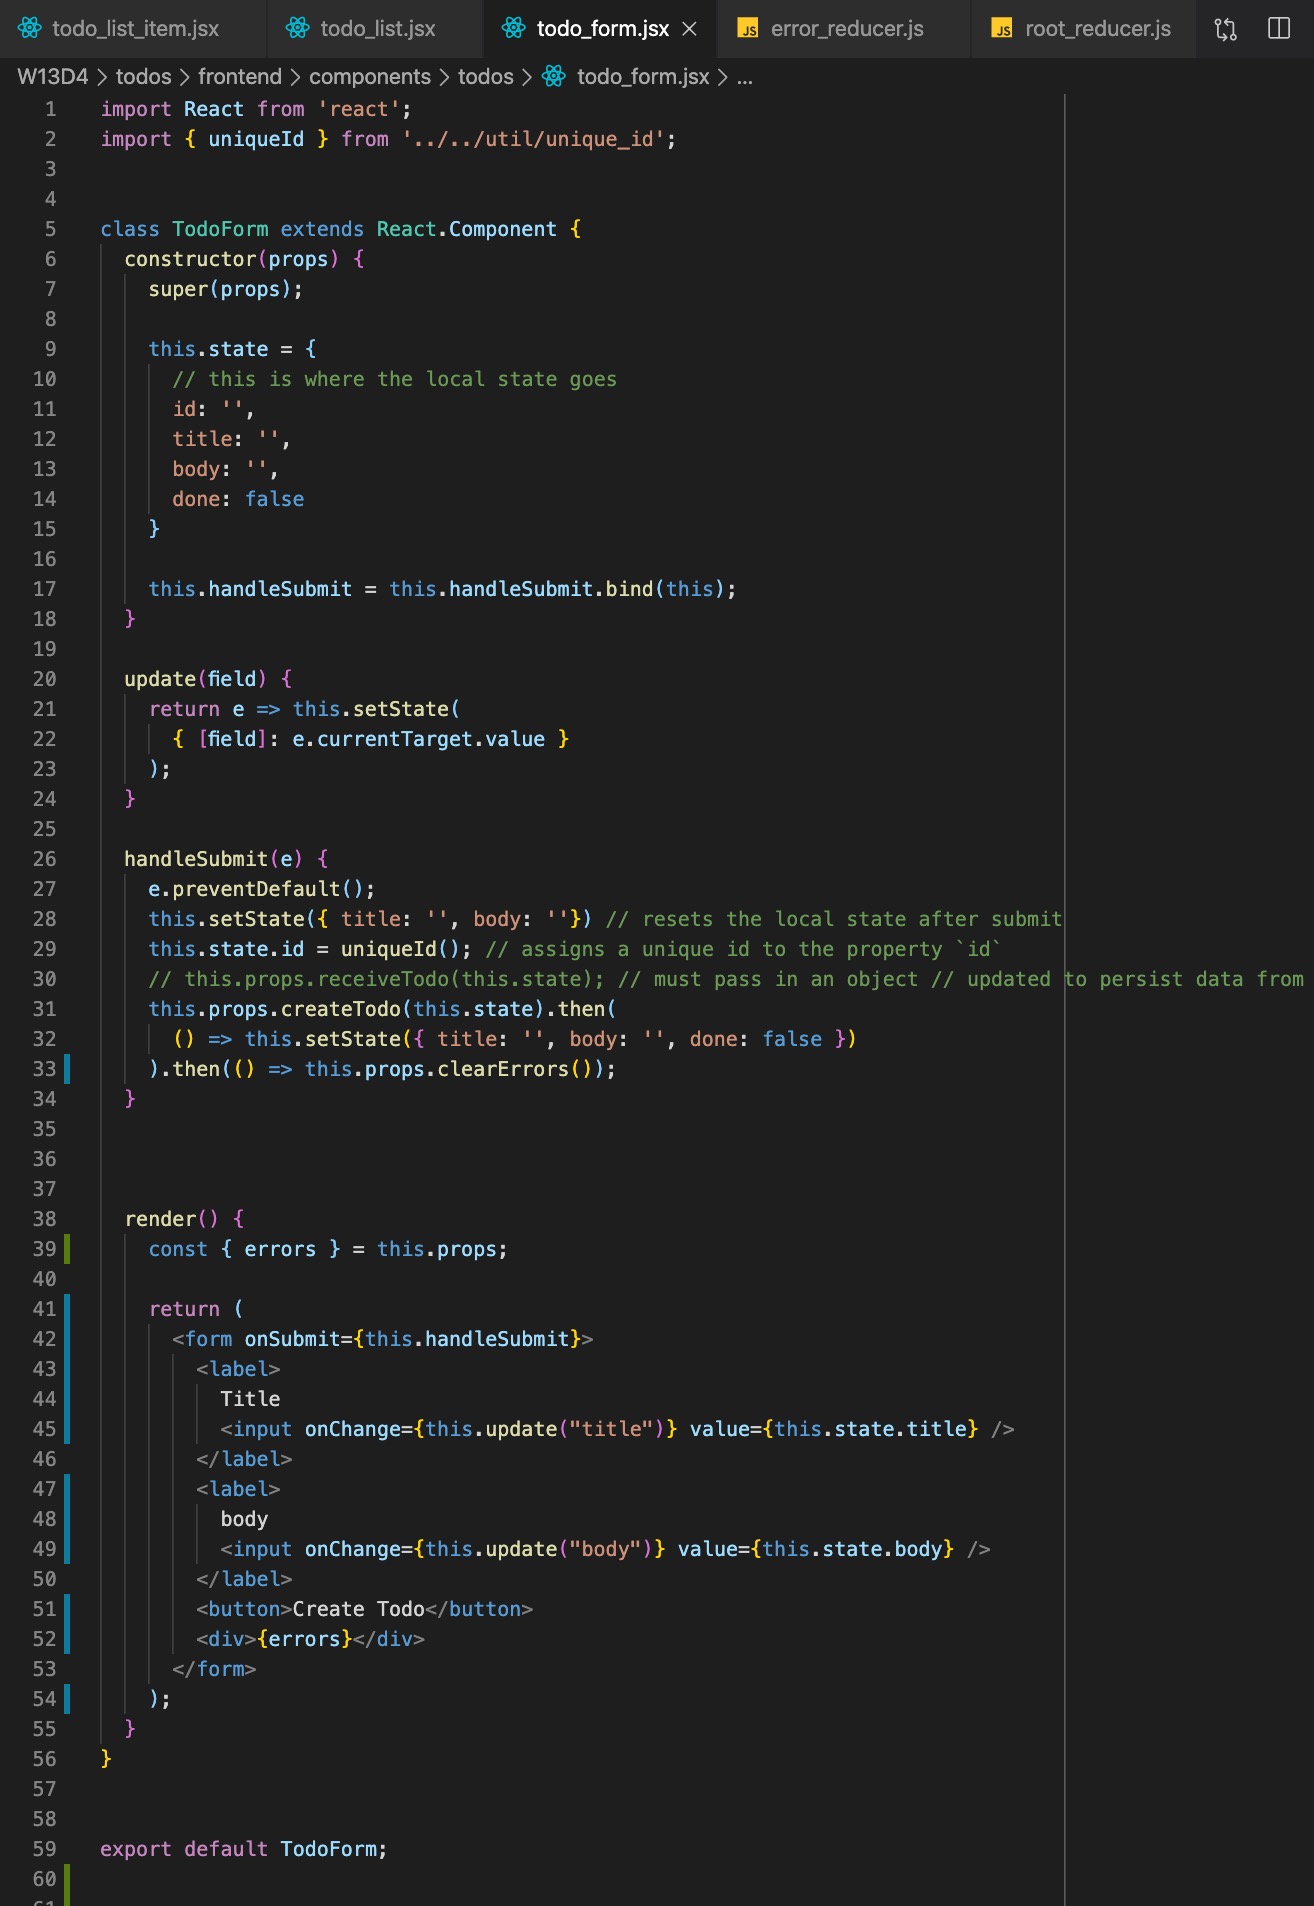 todo_list_item.jsx todo_list.jsx todo_form.jsx JS error_reducer.js JS root_reducer.js
W13D4 > todos > frontend > components > todos > todo_form.jsx > ...
1 import React from 'react';
2 import { uniqueId } from '../../util/unique_id';
3
4
5 class TodoForm extends React.Component {
6 constructor(props) {
7 super(props);
8
9 this.state = {
10 // this is where the local state goes
11 id: '',
12 title: '',
13 body: '',
14 done: false
15 }
16
17 this.handleSubmit = this.handleSubmit.bind(this);
18 }
19
20 update(field) {
21 return e => this.setState(
22 { [field]: e.currentTarget.value }
23 );
24 }
25
26 handleSubmit(e) {
27 e.preventDefault();
28 this.setState({ title: '', body: ''}) // resets the local state after submit
29 this.state.id = uniqueId(); // assigns a unique id to the property `id`
30 // this.props.receiveTodo(this.state); // must pass in an object // updated to persist data from
31 this.props.createTodo(this.state).then(
32 () => this.setState({ title: '', body: '', done: false })
33 ).then(() => this.props.clearErrors());
34 }
35
36
37
38 render() {
39 const { errors } = this.props;
40
41 return (
42 <form onSubmit={this.handleSubmit}>
43 <label>
44 Title
45 <input onChange={this.update("title")} value={this.state.title} />
46 </label>
47 <label>
48 body
49 <input onChange={this.update("body")} value={this.state.body} />
50 </label>
51 <button>Create Todo</button>
52 <div>{errors}</div>
53 </form>
54 );
55 }
56 }
57
58
59 export default TodoForm;
60
61